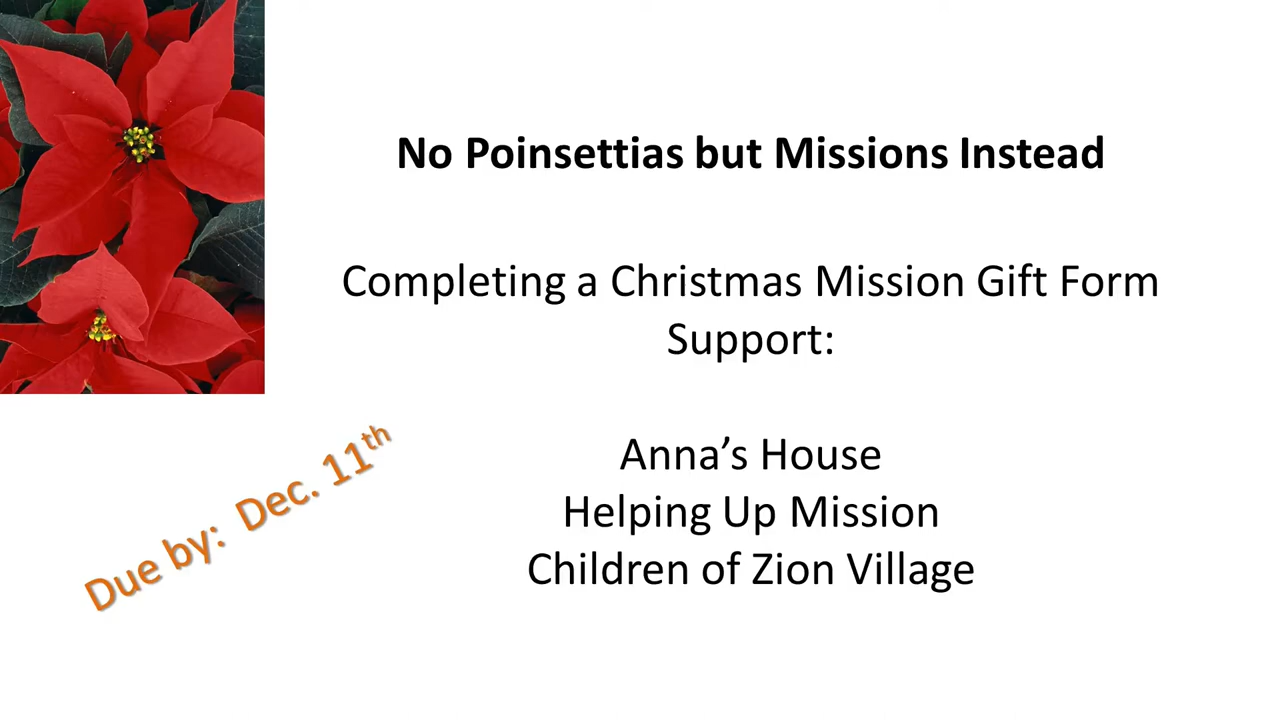 No Poinsettias but Missions Instead
Completing a Christmas Mission Gift Form
Support:
Anna’s House
Helping Up Mission
Children of Zion Village
Due by: Dec. 11th